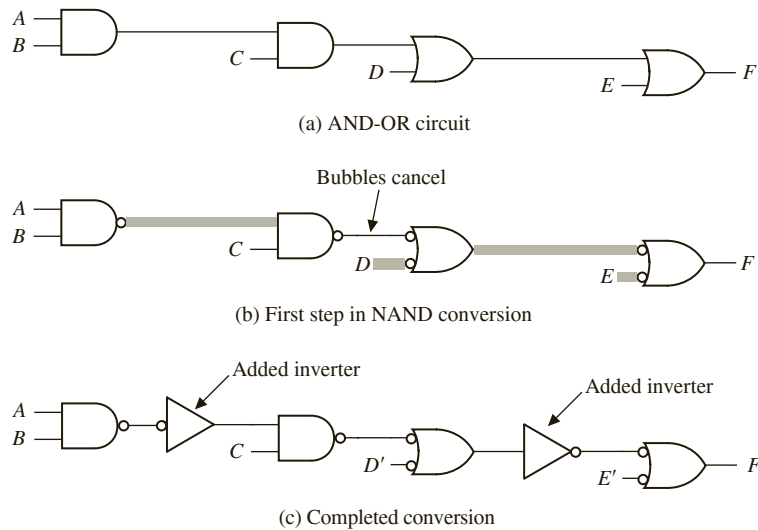 A
B
C
D
E
F
(a) AND-OR circuit
Bubbles cancel
A
B
C
D
E
F
(b) First step in NAND conversion
Added inverter
Added inverter
A
B
C
D′
E′
F
(c) Completed conversion